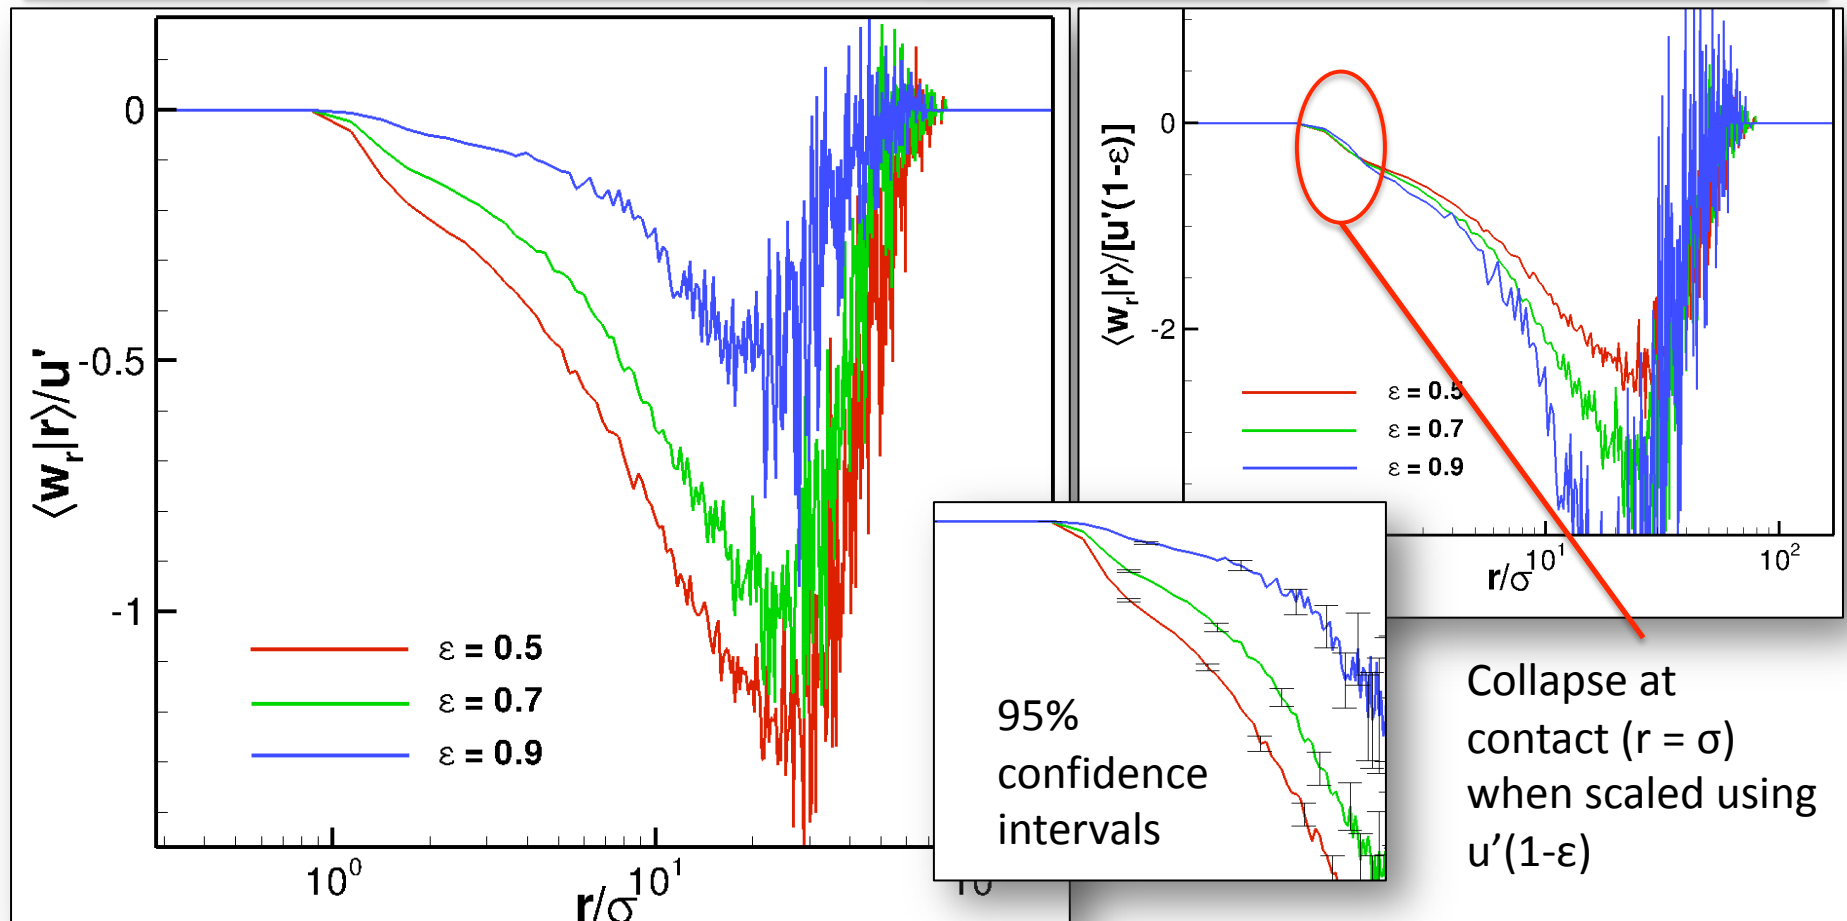 0
-0.5
-1
⟨w_r|r⟩/u'
ε = 0.5
ε = 0.7
ε = 0.9
10^0
10^1
r/σ
0
-2
⟨w_r|r⟩/[u'(1-ε)]
ε = 0.5
ε = 0.7
ε = 0.9
10^1
10^2
r/σ
95%
confidence
intervals
Collapse at
contact (r = σ)
when scaled using
u’(1-ε)